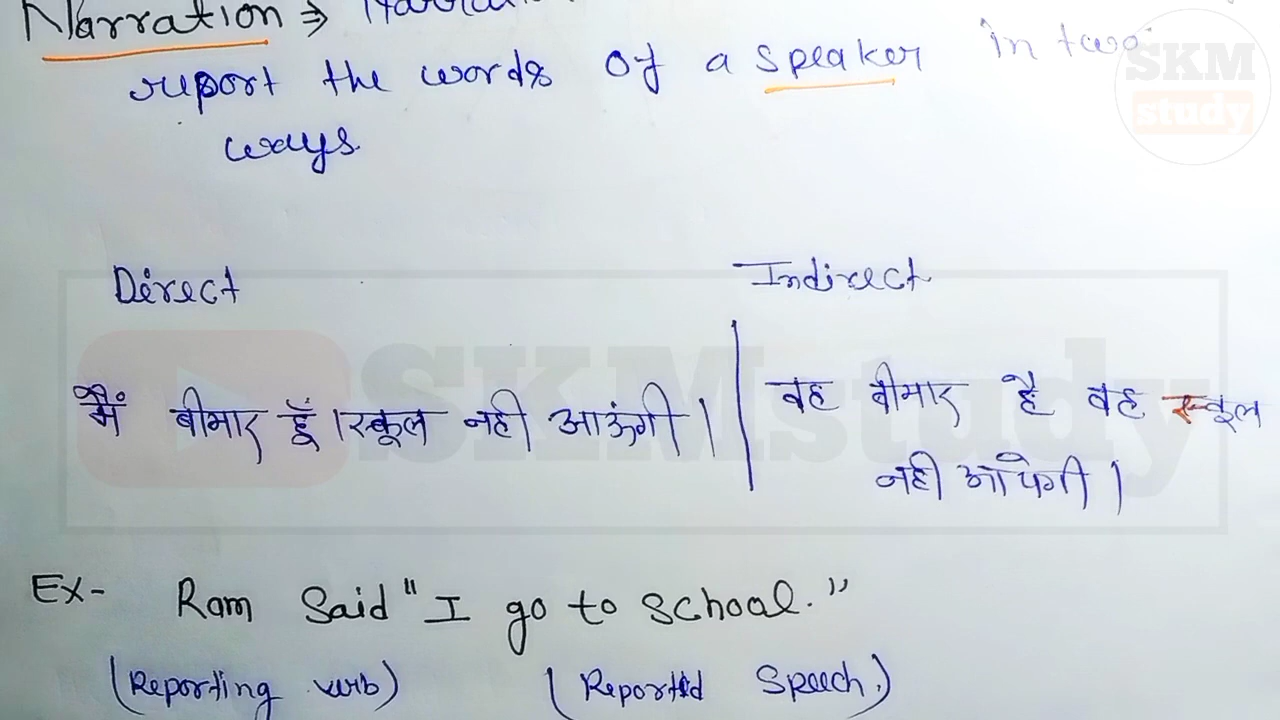 Narration ⇒
report the words of a speaker in two
ways.
SKM
study
Direct
Indirect
मैं बीमार हूँ। स्कूल नही आऊंगी।
वह बीमार है वह स्कूल
नही आयेगी।
SKMstudy
Ex- Ram Said "I go to School."
(Reporting verb) (Reported Speech.)